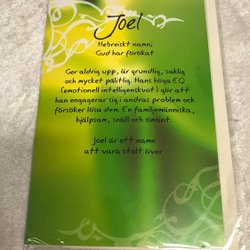 Joel
Hebreiskt namn;
Gud har förökat
Ger aldrig upp, är grundlig, saklig
och mycket pålitlig. Hans höga EQ
(emotionell intelligenskvot) gör att
han engagerar sig i andras problem och
försöker lösa dem. En familjemänniska,
hjälpsam, snäll och ömsint.
Joel är ett namn
att vara stolt över